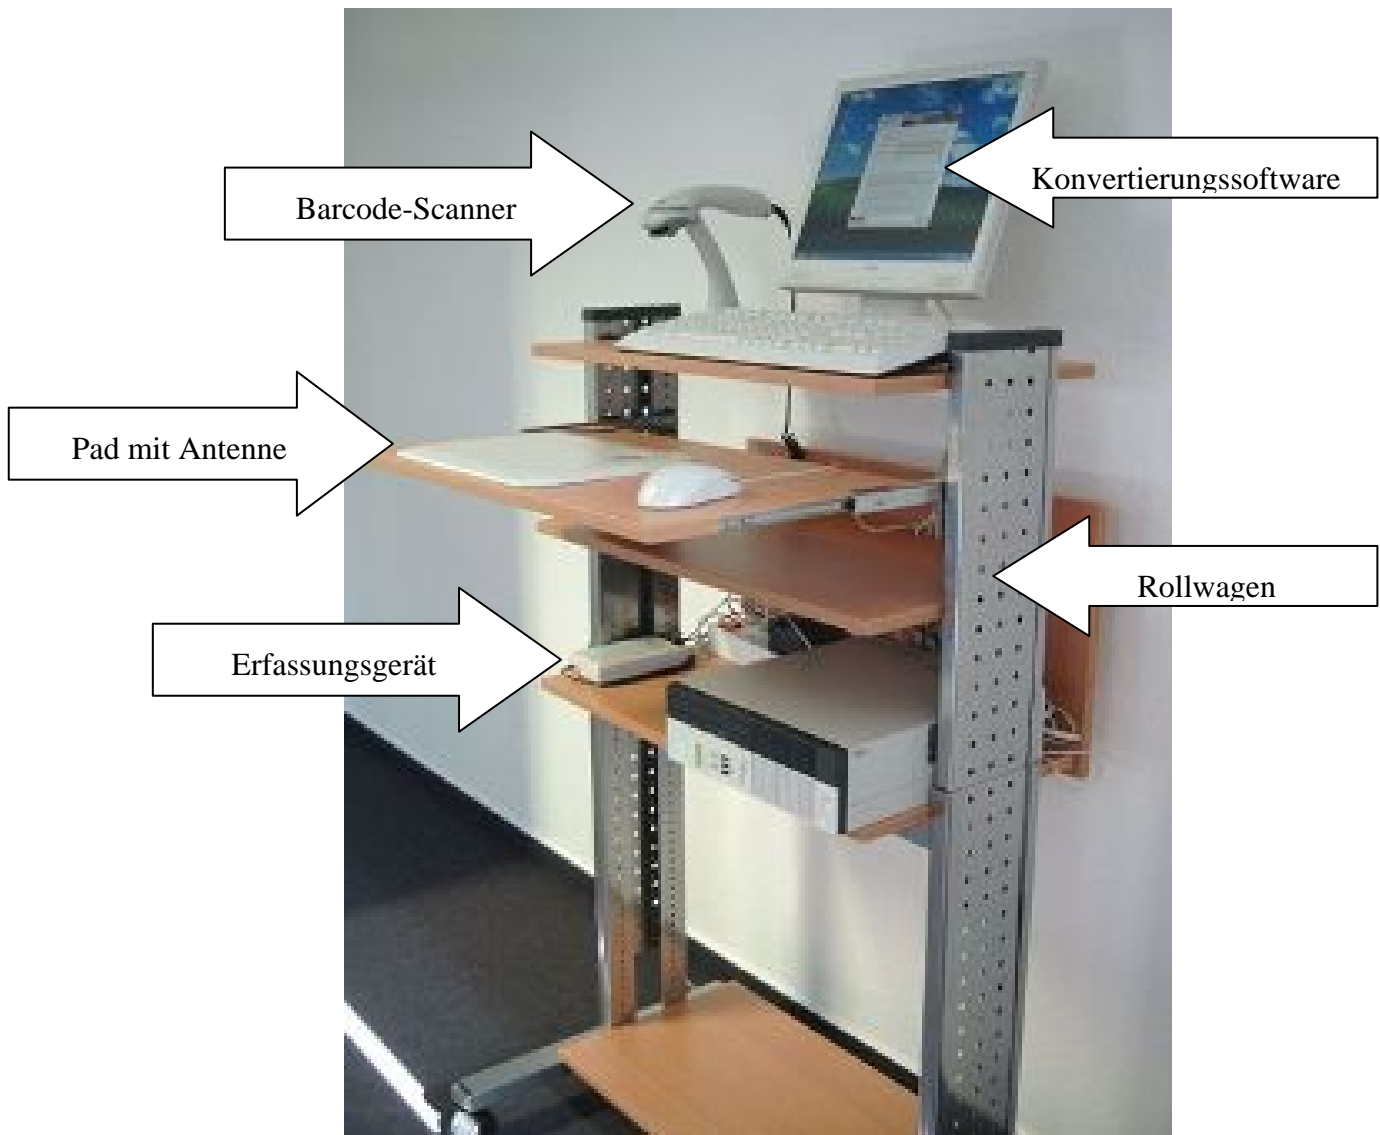 Konvertierungssoftware
Barcode-Scanner
Pad mit Antenne
Rollwagen
Erfassungsgerät